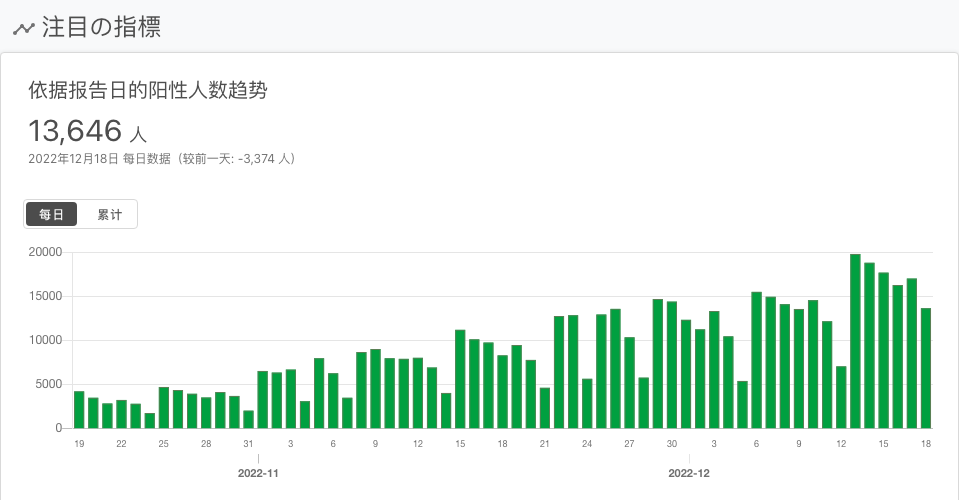 注目の指標
依据报告日的阳性人数趋势
13,646 人
2022年12月18日 每日数据（较前一天: -3,374 人）
每日 累计
20000
15000
10000
5000
0
19 22 25 28 31 3 6 9 12 15 18 21 24 27 30 3 6 9 12 15 18
2022-11 2022-12